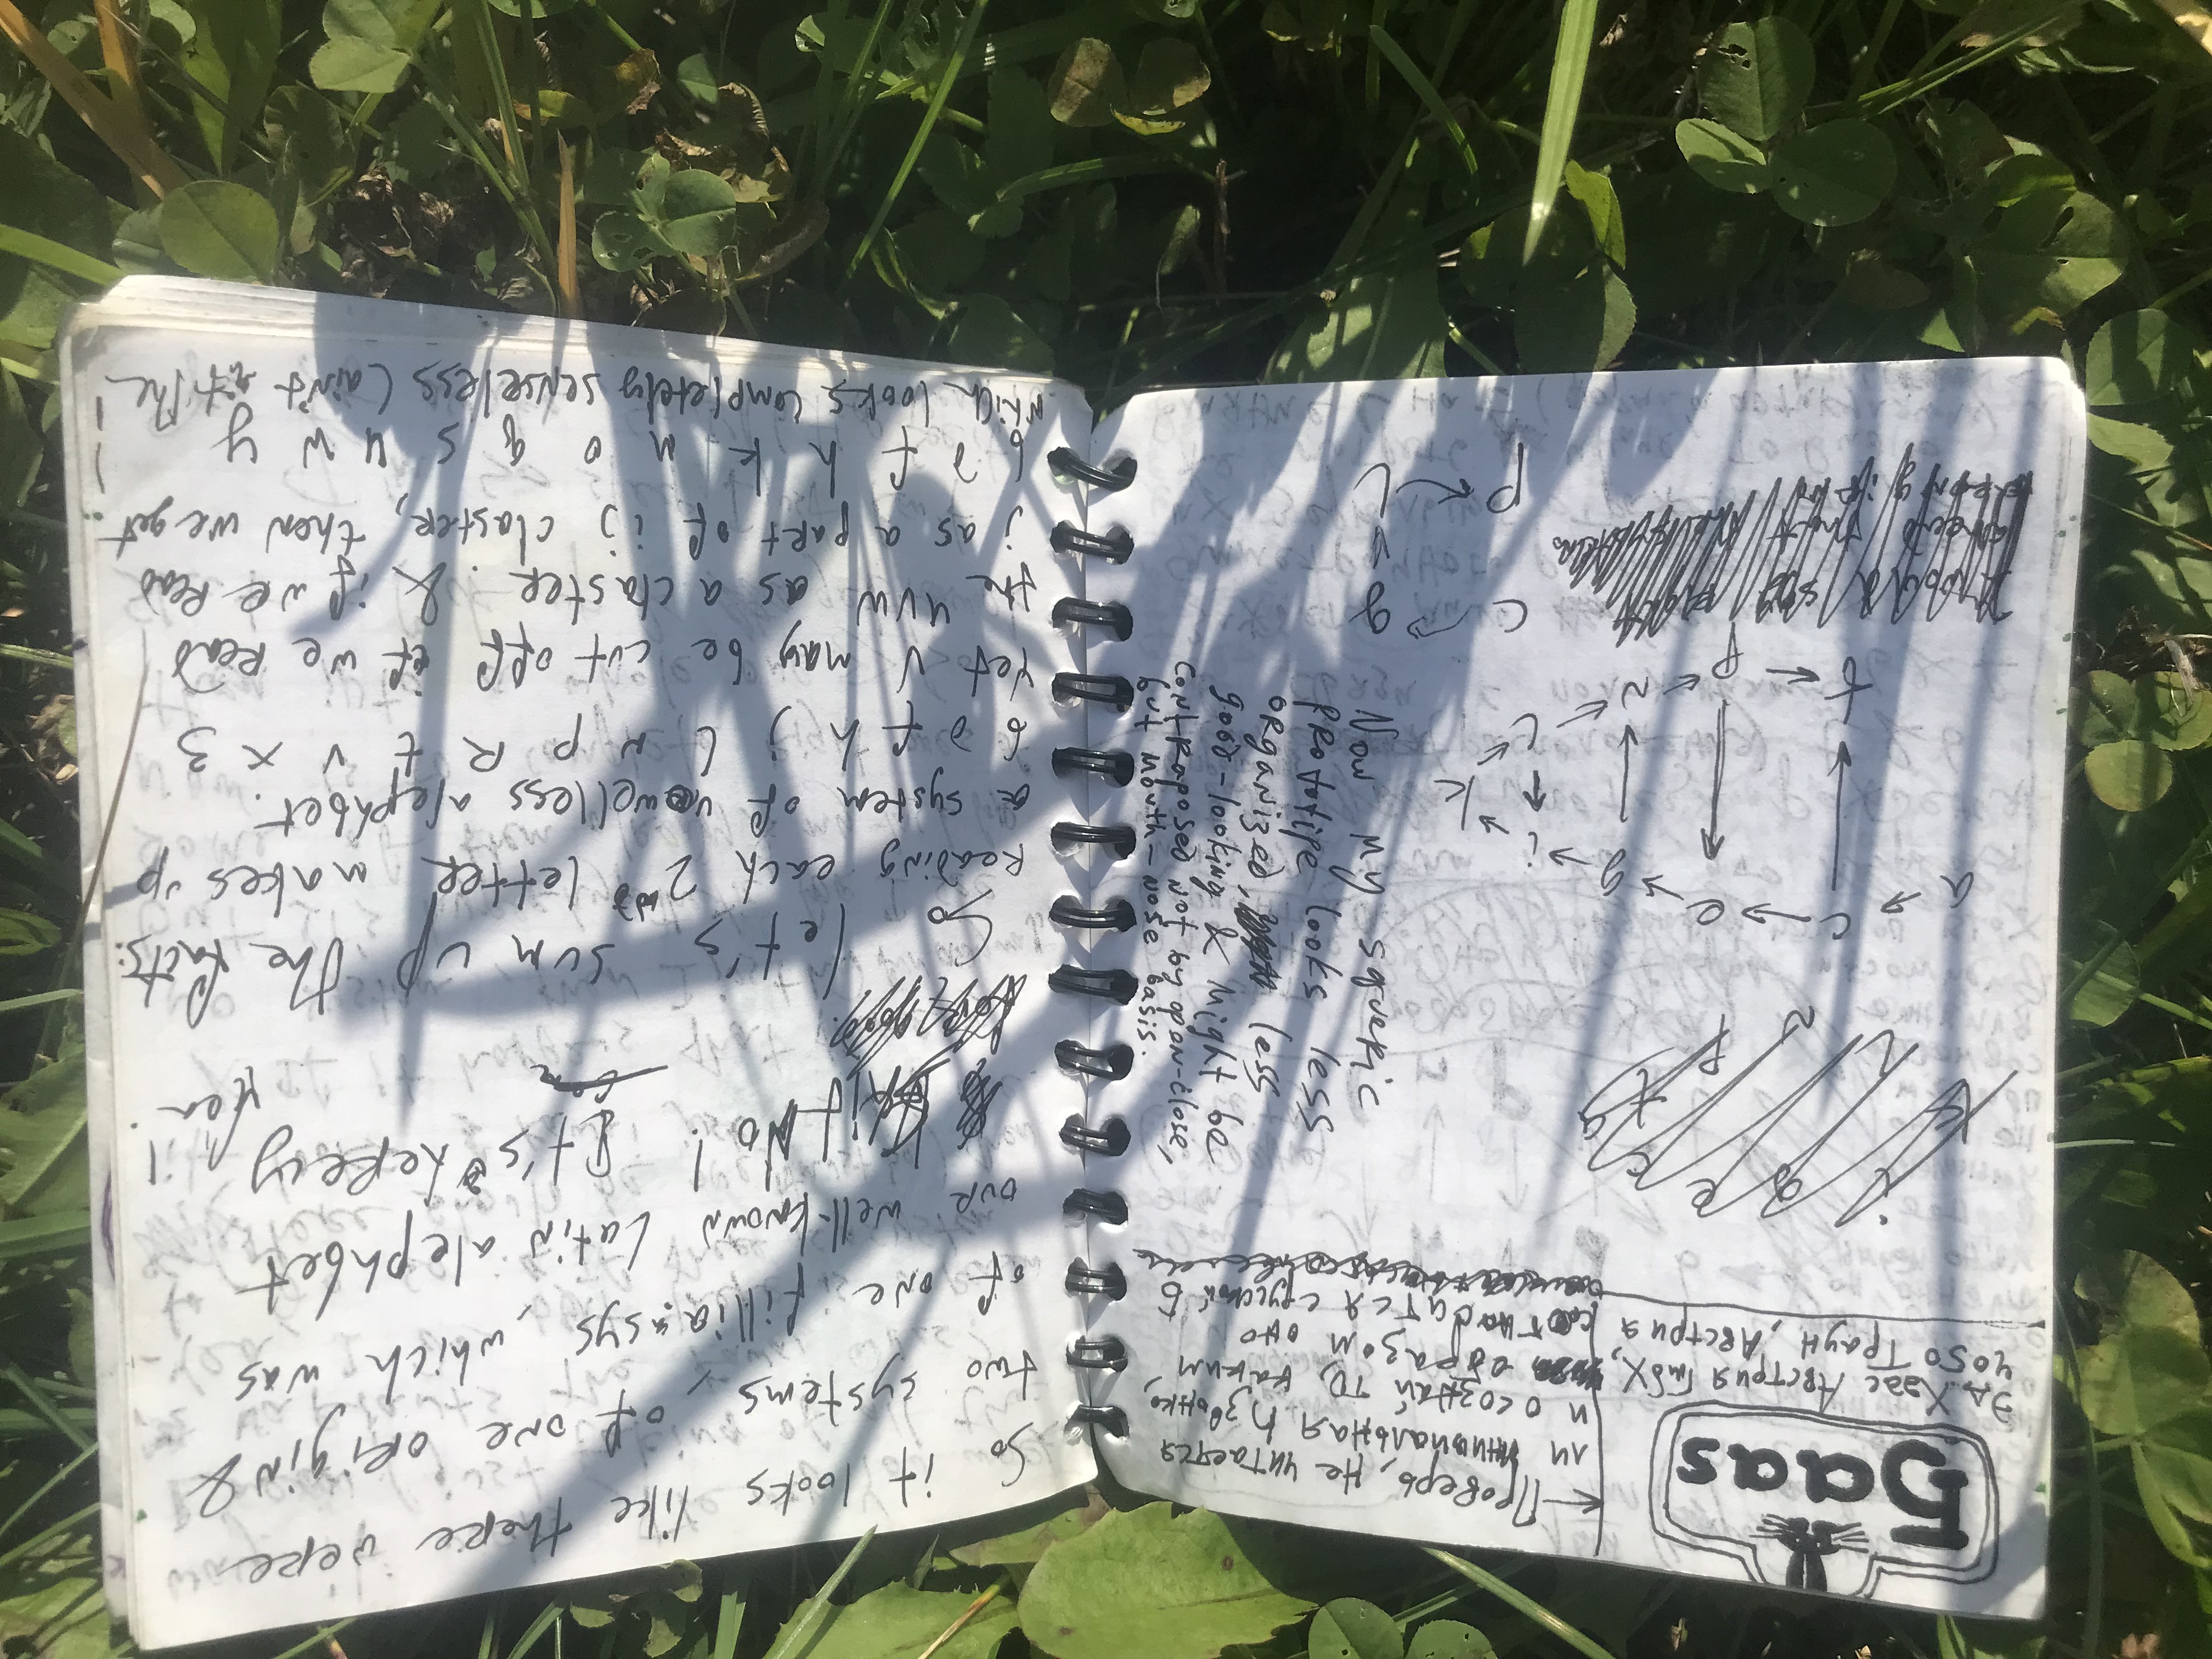 Баas
Эд. Хаас Австрия ГмбХ,
4050 Траун, Австрия
← Проверь, не читается
ли инициальная h звонко,
и осознай то, каким
образом оно
соотносится с русской Б
i g e c a
k l n p t
a → c → e → g → i → k
t ← p ← n ← l
c → g
p ← l
Now my squeric
prototipe looks less
organized, less
good-looking & might be
contraposed not by open-close,
but mouth-nose basis.
So it looks like there were
two systems, of one origin &
of one fillia:sys, which was
our well-known Latin alephbet
No! It's heresy
Yea!
So let's sum up the facts:
Reading each 2nd letter makes up
a system of vowelless alephbet.
b d f h j l n p R t v x 3
Yet v may be cut off if we read
the uvw as a claster. & if we read
j as a part of ij claster, then we get
b d f h k m o q s u w y
which looks completely senseless (ain't it the